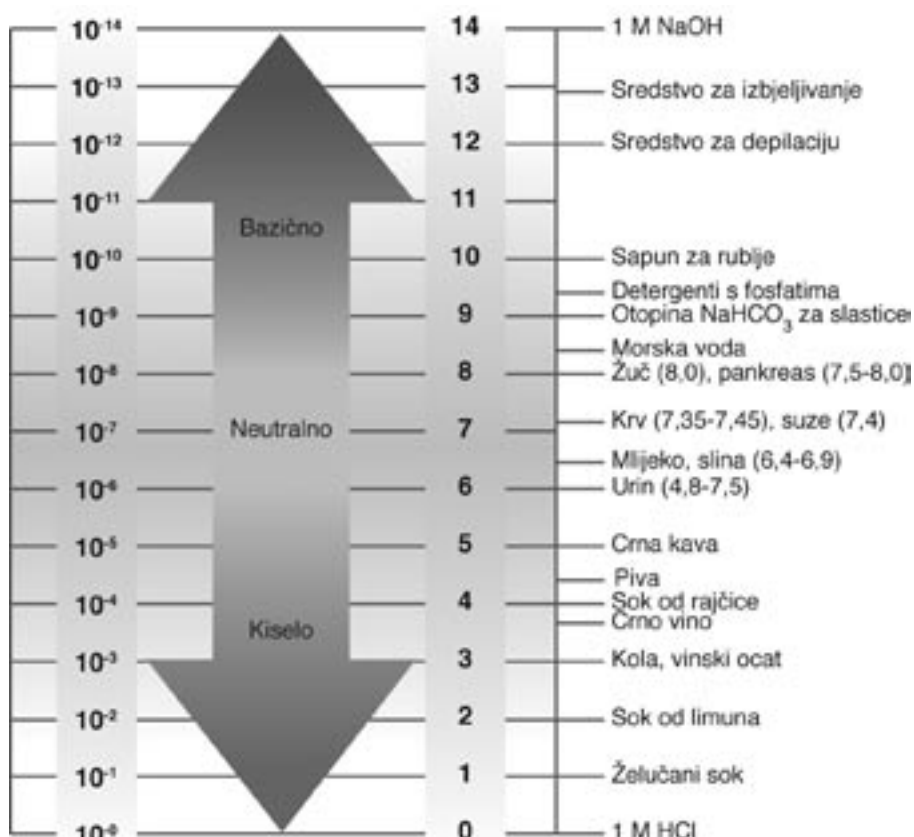 10⁻¹⁴ 14 1 M NaOH
10⁻¹³ 13 Sredstvo za izbjeljivanje
10⁻¹² 12 Sredstvo za depilaciju
10⁻¹¹ 11
Bazično
10⁻¹⁰ 10 Sapun za rublje
Detergenti s fosfatima
10⁻⁹ 9 Otopina NaHCO₃ za slastice
Morska voda
10⁻⁸ 8 Žuč (8,0), pankreas (7,5-8,0)
10⁻⁷ Neutralno 7 Krv (7,35-7,45), suze (7,4)
Mlijeko, slina (6,4-6,9)
10⁻⁶ 6 Urin (4,8-7,5)
10⁻⁵ 5 Crna kava
Piva
10⁻⁴ 4 Sok od rajčice
Crno vino
Kiselo
10⁻³ 3 Kola, vinski ocat
10⁻² 2 Sok od limuna
10⁻¹ 1 Želučani sok
10⁻⁰ 0 1 M HCl